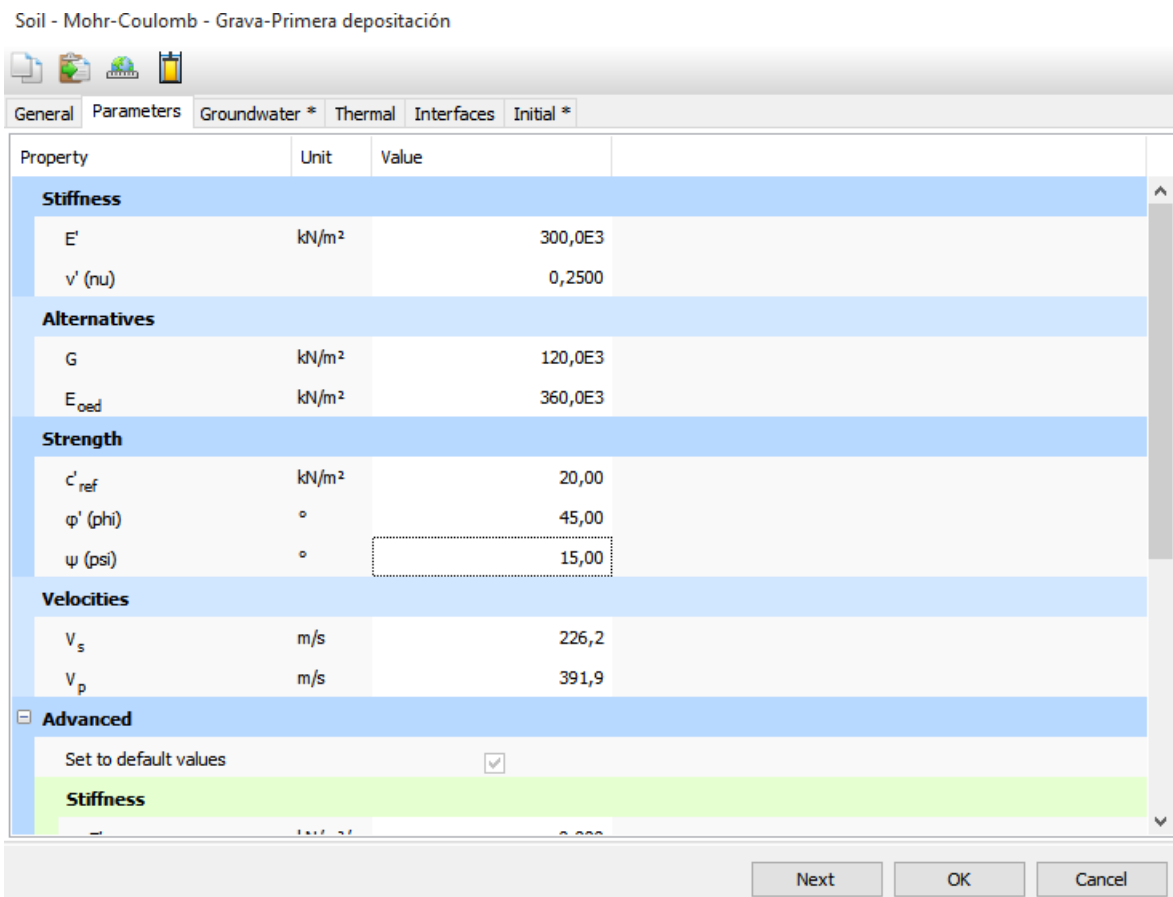 Soil - Mohr-Coulomb - Grava-Primera depositación
General Parameters Groundwater * Thermal Interfaces Initial *
Property Unit Value
Stiffness
E' kN/m² 300,0E3
ν' (nu) 0,2500
Alternatives
G kN/m² 120,0E3
E oed kN/m² 360,0E3
Strength
c' ref kN/m² 20,00
φ' (phi) ° 45,00
ψ (psi) ° 15,00
Velocities
V s m/s 226,2
V p m/s 391,9
Advanced
Set to default values
Stiffness
Next OK Cancel